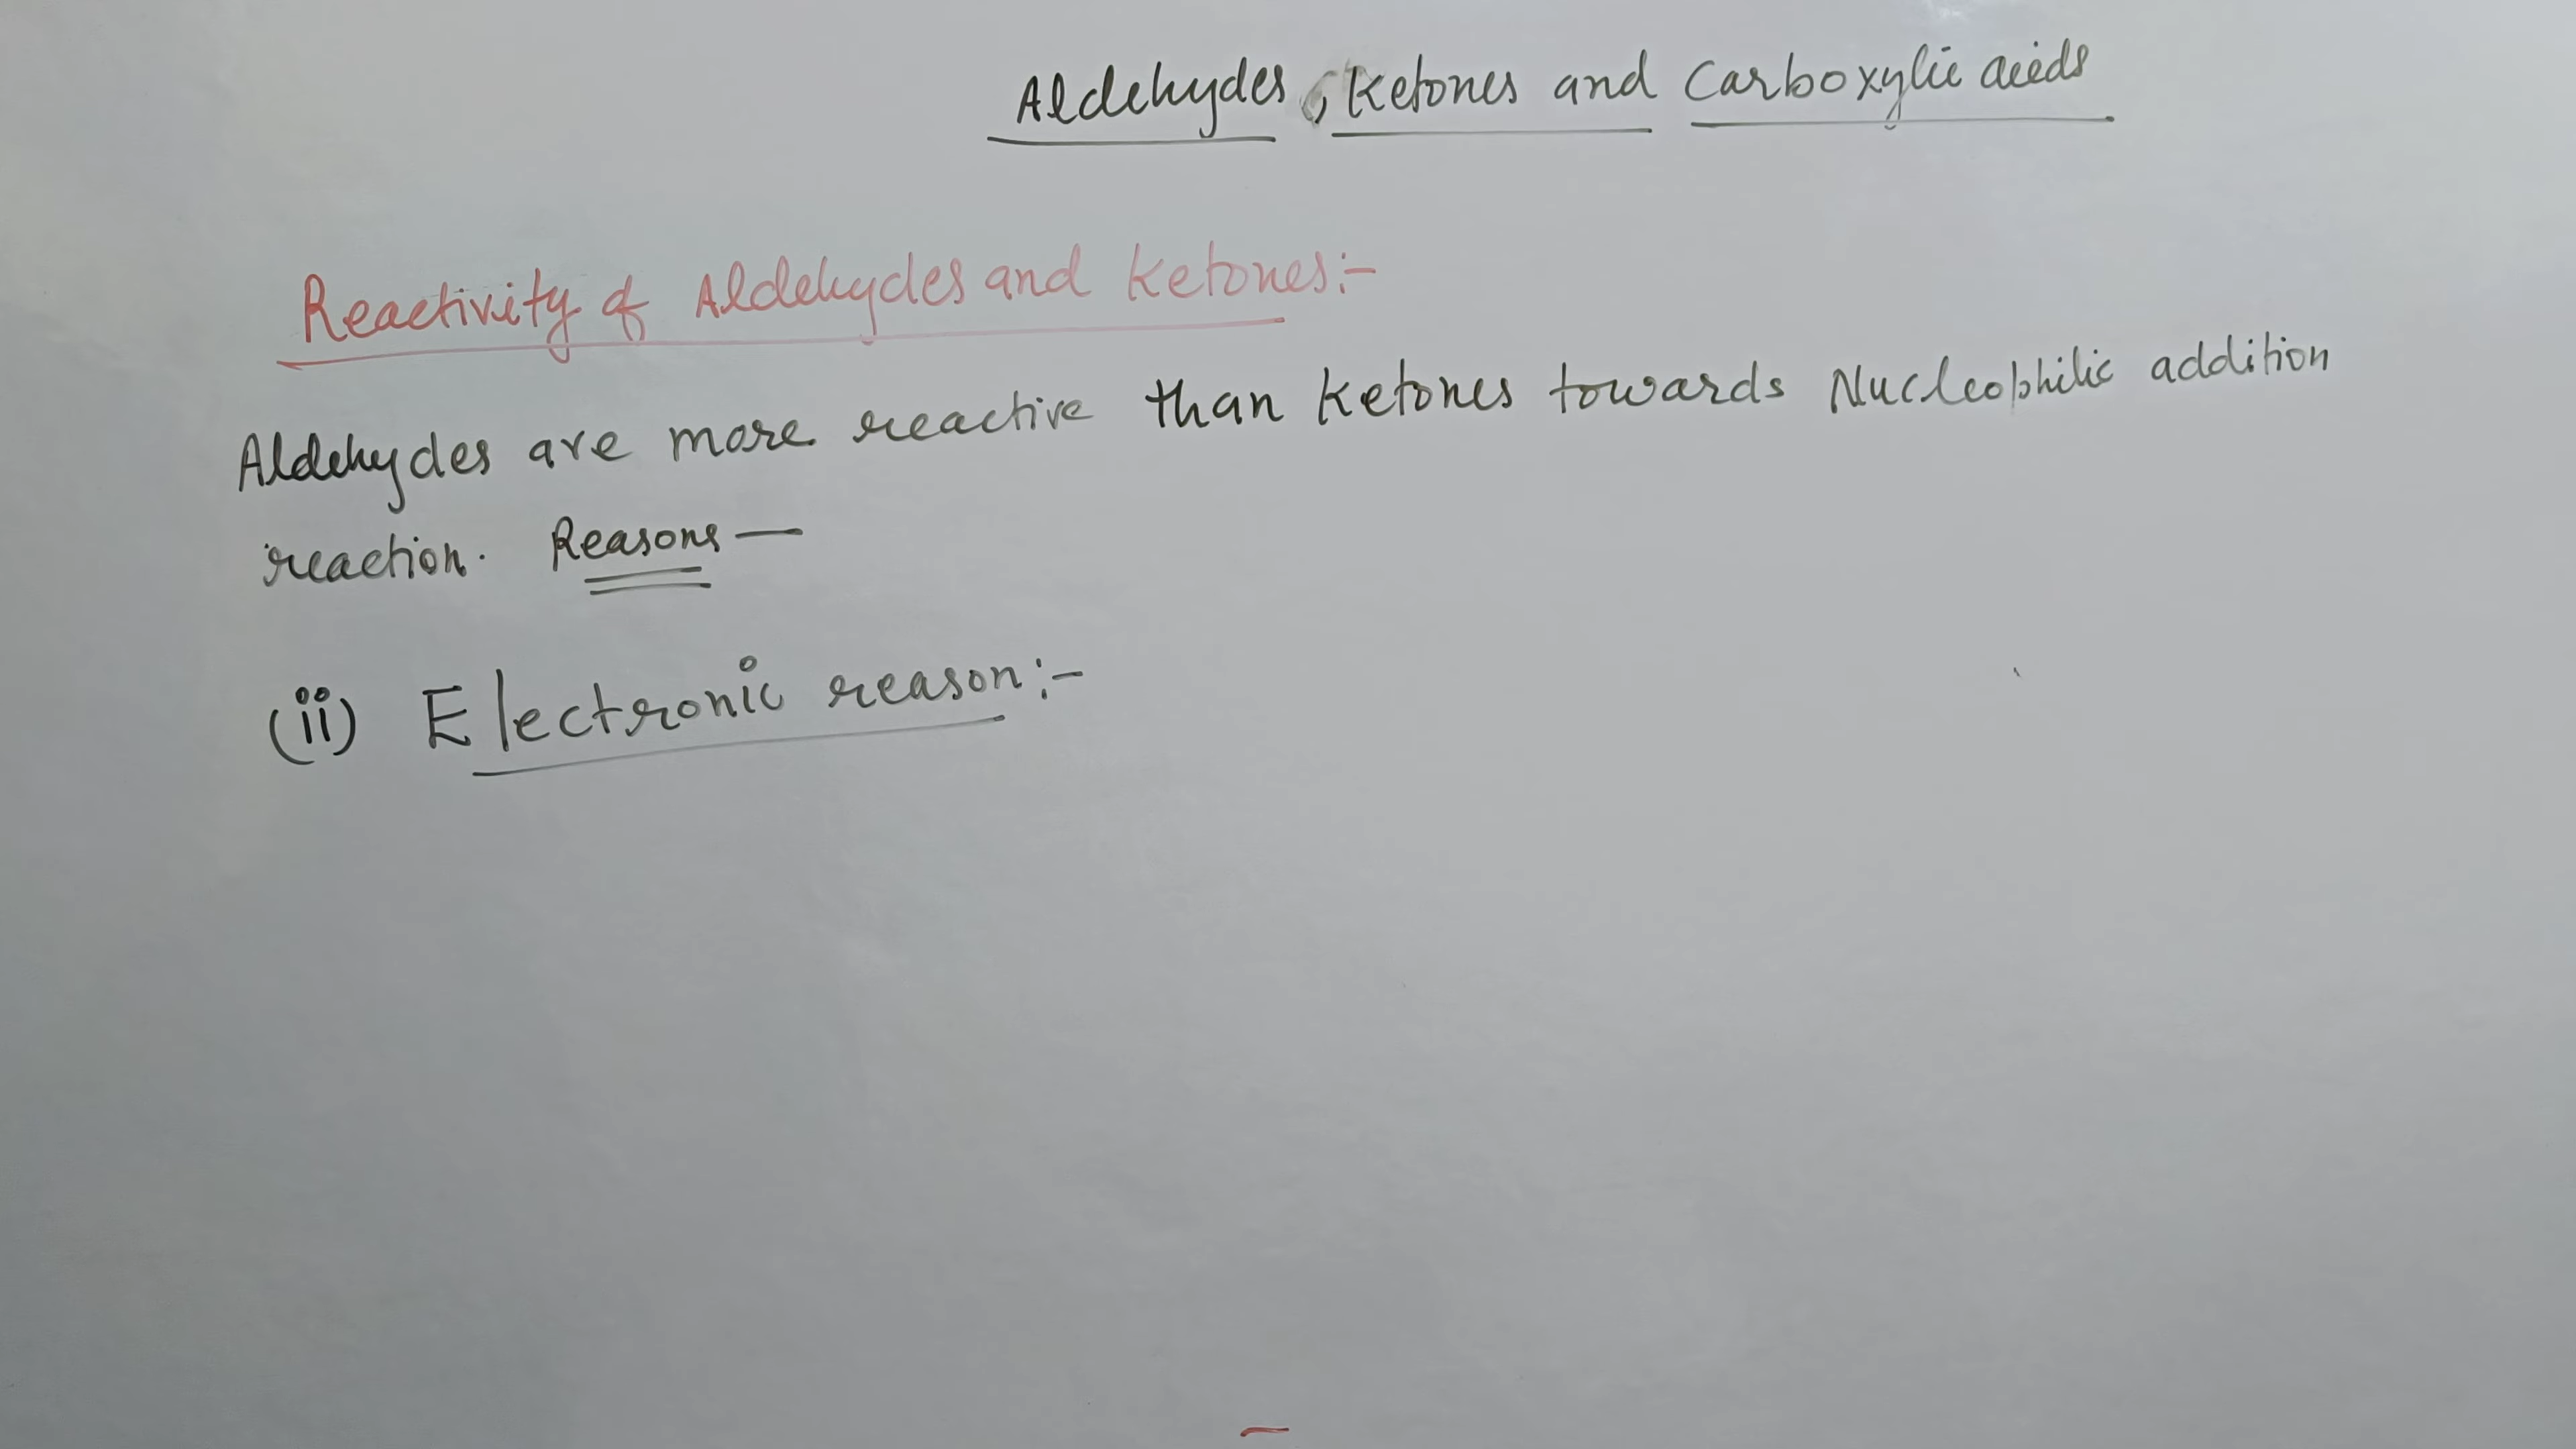 Aldehydes, Ketones and Carboxylic acids
Reactivity of Aldehydes and Ketones:-
Aldehydes are more reactive than Ketones towards Nucleophilic addition
reaction. Reasons —
(ii) Electronic reason:-